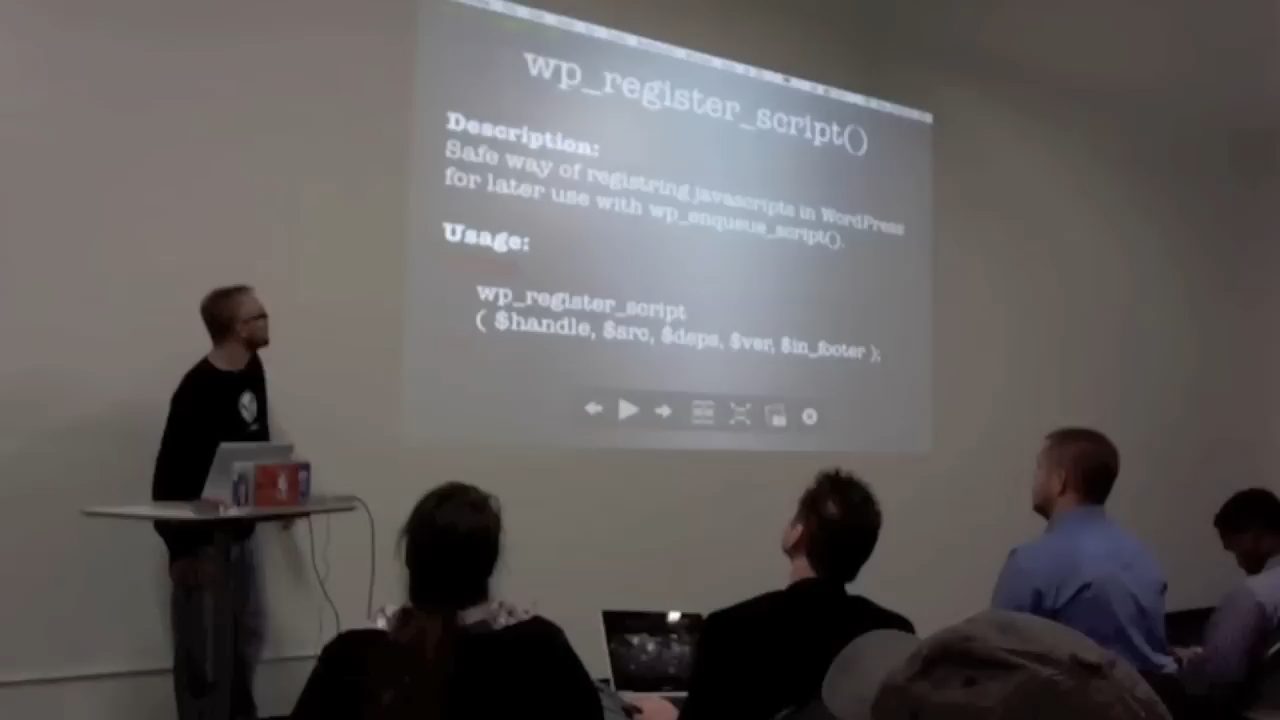 wp_register_script()
Description:
Safe way of registring javascripts in WordPress
for later use with wp_enqueue_script().
Usage:
wp_register_script
( $handle, $src, $deps, $ver, $in_footer );